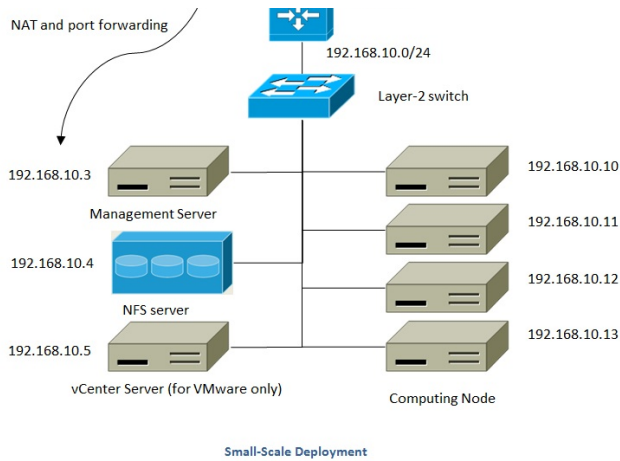 NAT and port forwarding
192.168.10.0/24
Layer-2 switch
192.168.10.3
Management Server
192.168.10.4
NFS server
192.168.10.5
vCenter Server (for VMware only)
192.168.10.10
192.168.10.11
192.168.10.12
192.168.10.13
Computing Node
Small-Scale Deployment